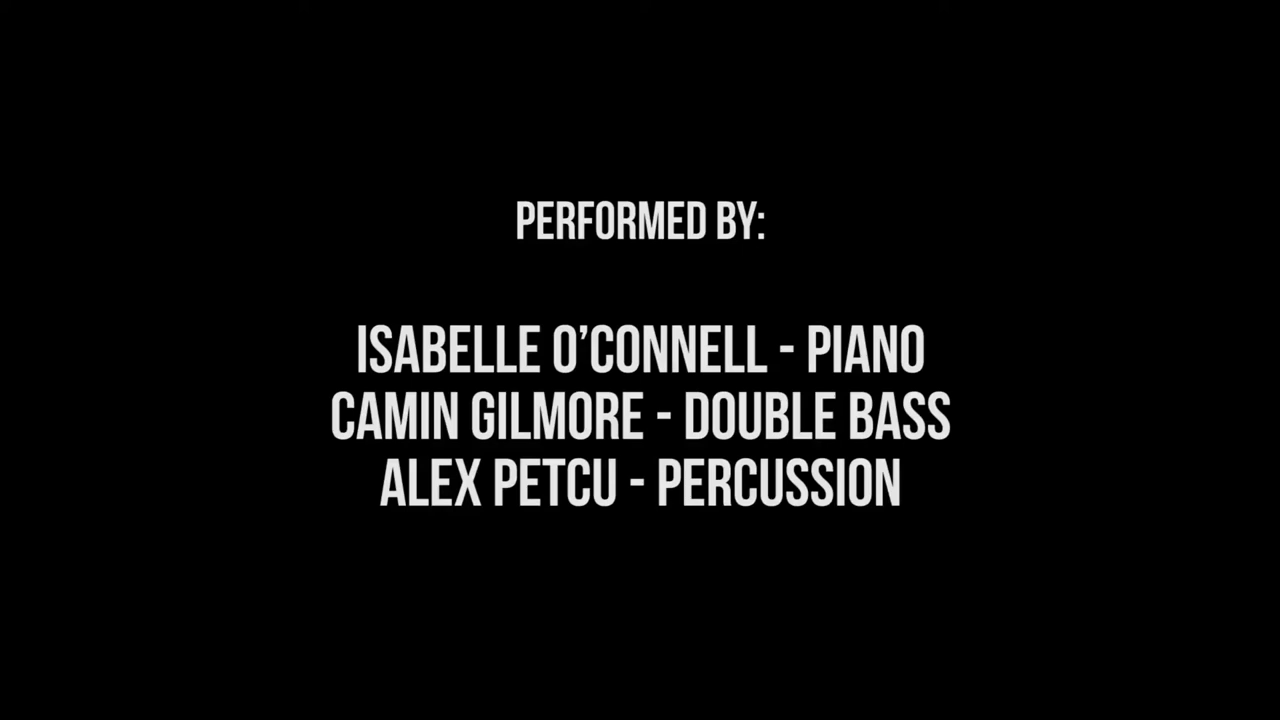 PERFORMED BY:
ISABELLE O’CONNELL - PIANO
CAMIN GILMORE - DOUBLE BASS
ALEX PETCU - PERCUSSION